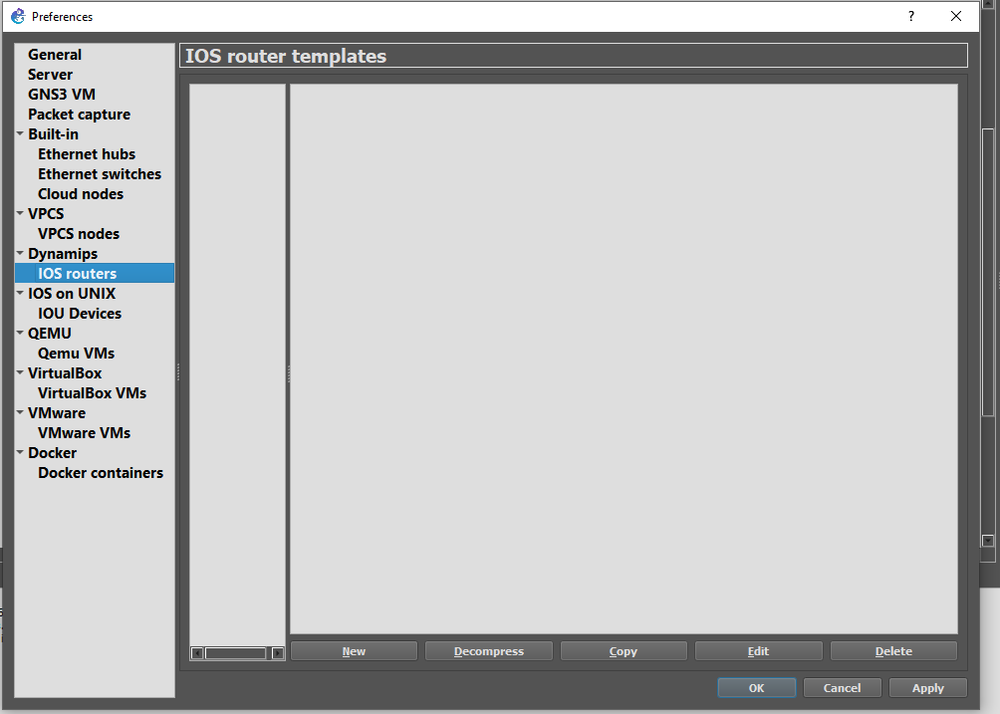 Preferences
?
IOS router templates
General
Server
GNS3 VM
Packet capture
Built-in
Ethernet hubs
Ethernet switches
Cloud nodes
VPCS
VPCS nodes
Dynamips
IOS routers
IOS on UNIX
IOU Devices
QEMU
Qemu VMs
VirtualBox
VirtualBox VMs
VMware
VMware VMs
Docker
Docker containers
New Decompress Copy Edit Delete
OK Cancel Apply